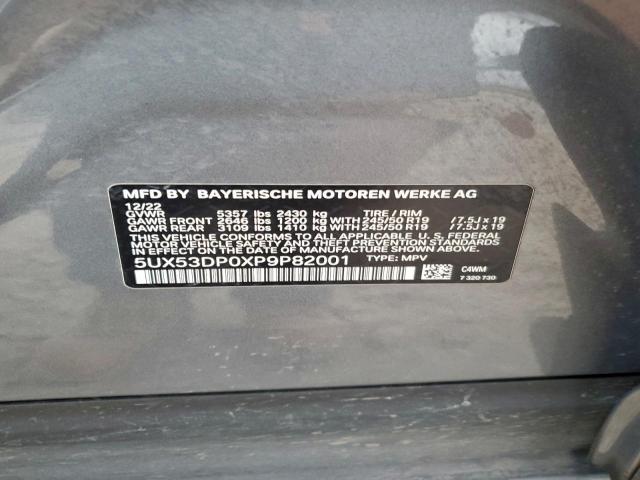 MFD BY BAYERISCHE MOTOREN WERKE AG
12/22
GVWR 5357 lbs 2430 kg TIRE / RIM
GAWR FRONT 2646 lbs 1200 kg WITH 245/50 R19 / 7.5J x 19
GAWR REAR 3109 lbs 1410 kg WITH 245/50 R19 / 7.5J x 19
THIS VEHICLE CONFORMS TO ALL APPLICABLE U.S. FEDERAL
MOTOR VEHICLE SAFETY, BUMPER, AND THEFT PREVENTION
STANDARDS IN EFFECT ON THE DATE OF MANUFACTURE SHOWN ABOVE.
5UX53DP0XP9P82001 TYPE: MPV
C4WM
7 320 730